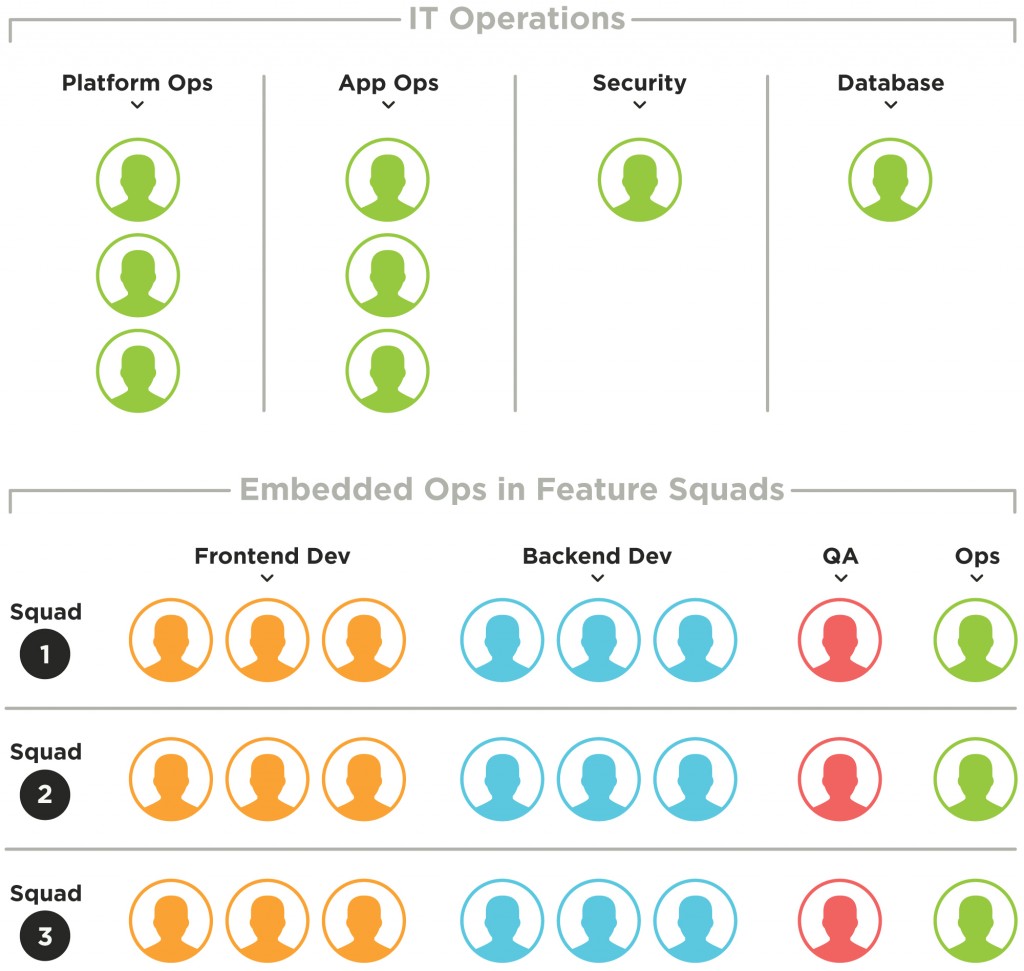 IT Operations
Platform Ops
App Ops
Security
Database
Embedded Ops in Feature Squads
Frontend Dev
Backend Dev
QA
Ops
Squad
1
Squad
2
Squad
3